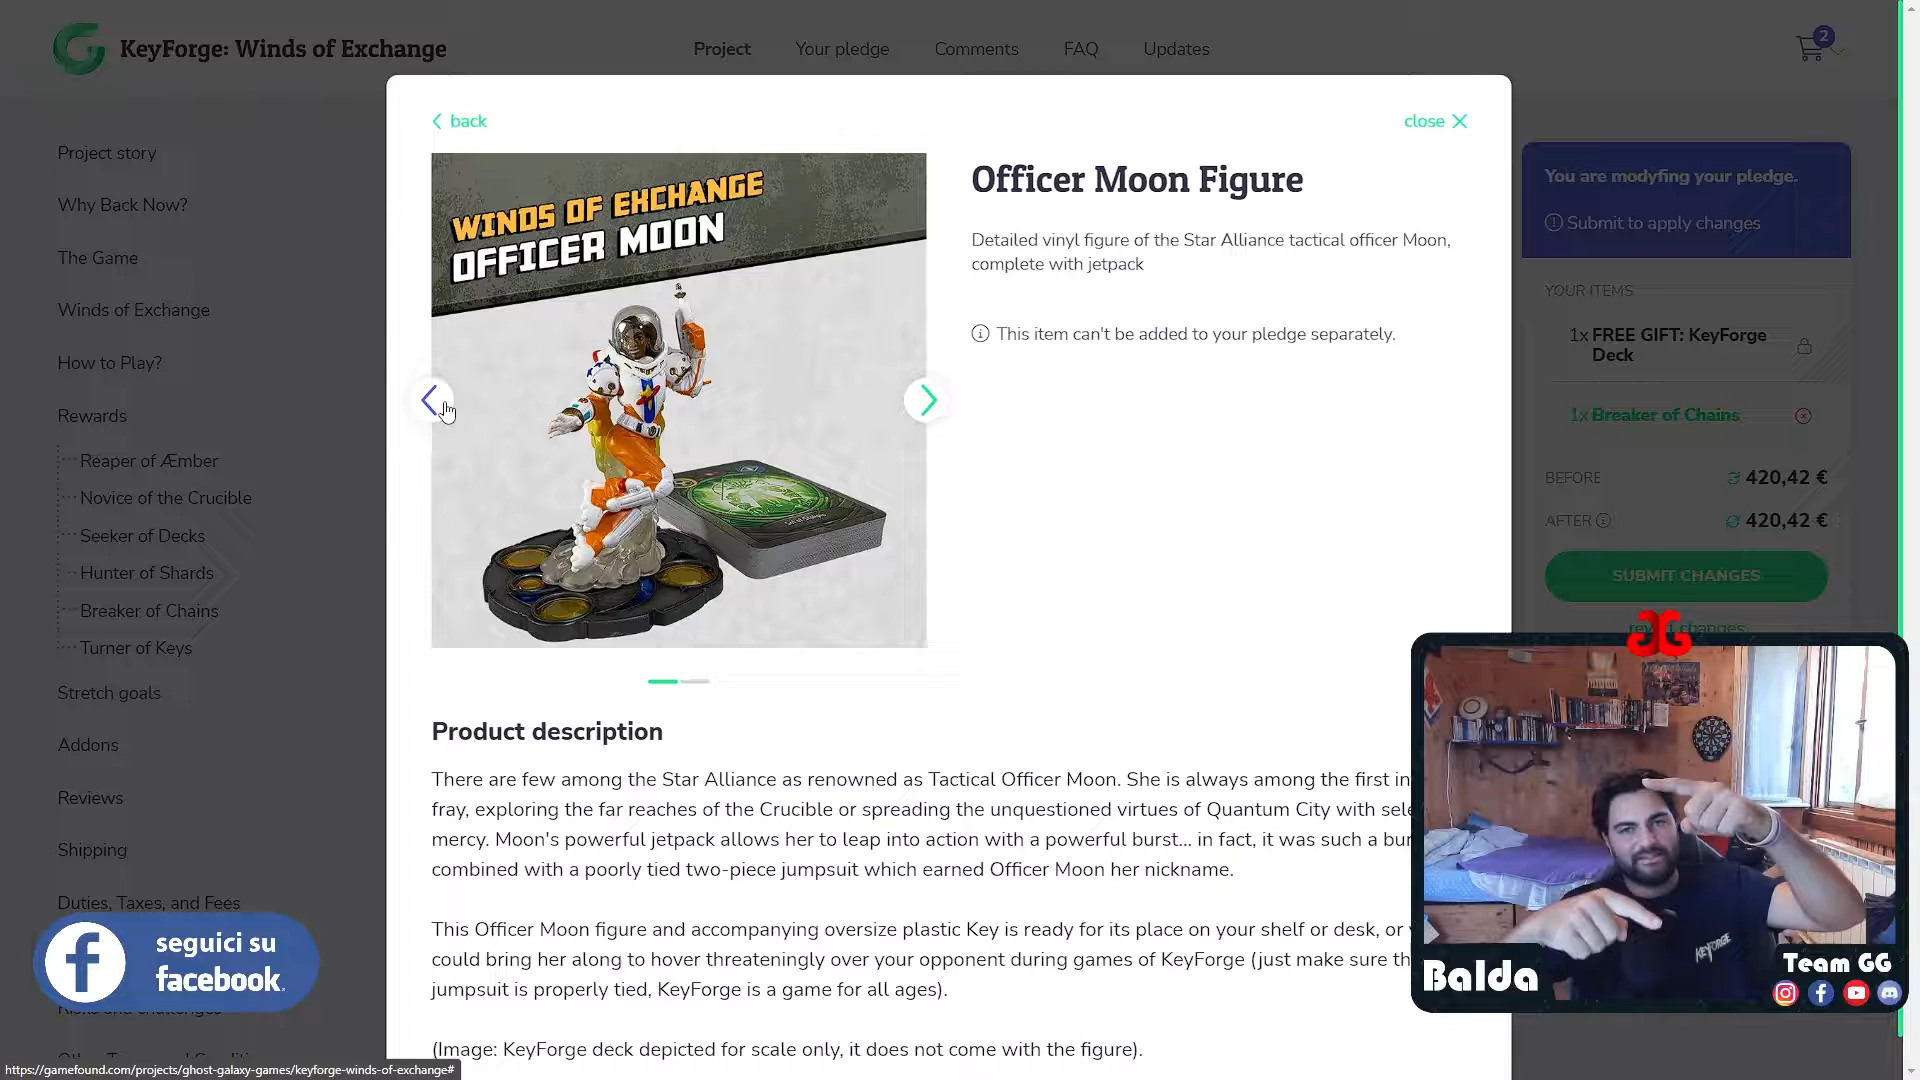 KeyForge: Winds of Exchange
Project
Your pledge
Comments
FAQ
Updates
2
back
close
Project story
Why Back Now?
The Game
Winds of Exchange
How to Play?
Rewards
Reaper of Æmber
Novice of the Crucible
Seeker of Decks
Hunter of Shards
Breaker of Chains
Turner of Keys
Stretch goals
Addons
Reviews
Shipping
Duties, Taxes, and Fees
Risks and challenges
WINDS OF EXCHANGE
OFFICER MOON
Officer Moon Figure
Detailed vinyl figure of the Star Alliance tactical officer Moon,
complete with jetpack
This item can't be added to your pledge separately.
Product description
There are few among the Star Alliance as renowned as Tactical Officer Moon. She is always among the first in
fray, exploring the far reaches of the Crucible or spreading the unquestioned virtues of Quantum City with
mercy. Moon's powerful jetpack allows her to leap into action with a powerful burst... in fact, it was such a
combined with a poorly tied two-piece jumpsuit which earned Officer Moon her nickname.
This Officer Moon figure and accompanying oversize plastic Key is ready for its place on your shelf or desk, or
could bring her along to hover threateningly over your opponent during games of KeyForge (just make sure
jumpsuit is properly tied, KeyForge is a game for all ages).
(Image: KeyForge deck depicted for scale only, it does not come with the figure).
You are modyfing your pledge.
Submit to apply changes
YOUR ITEMS
1x FREE GIFT: KeyForge
Deck
1x Breaker of Chains
BEFORE 420,42 €
AFTER 420,42 €
SUBMIT CHANGES
changes
KEYFORGE
Balda
Team GG
seguici su
facebook.
https://gamefound.com/projects/ghost-galaxy-games/keyforge-winds-of-exchange#